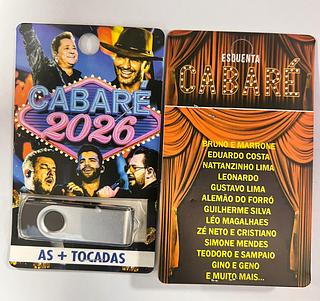 CABARÉ
2026
AS + TOCADAS
ESQUENTA
CABARÉ
BRUNO E MARRONE
EDUARDO COSTA
NATTANZINHO LIMA
LEONARDO
GUSTAVO LIMA
ALEMÃO DO FORRÓ
GUILHERME SILVA
LÉO MAGALHAES
ZÉ NETO E CRISTIANO
SIMONE MENDES
TEODORO E SAMPAIO
GINO E GENO
E MUITO MAIS...